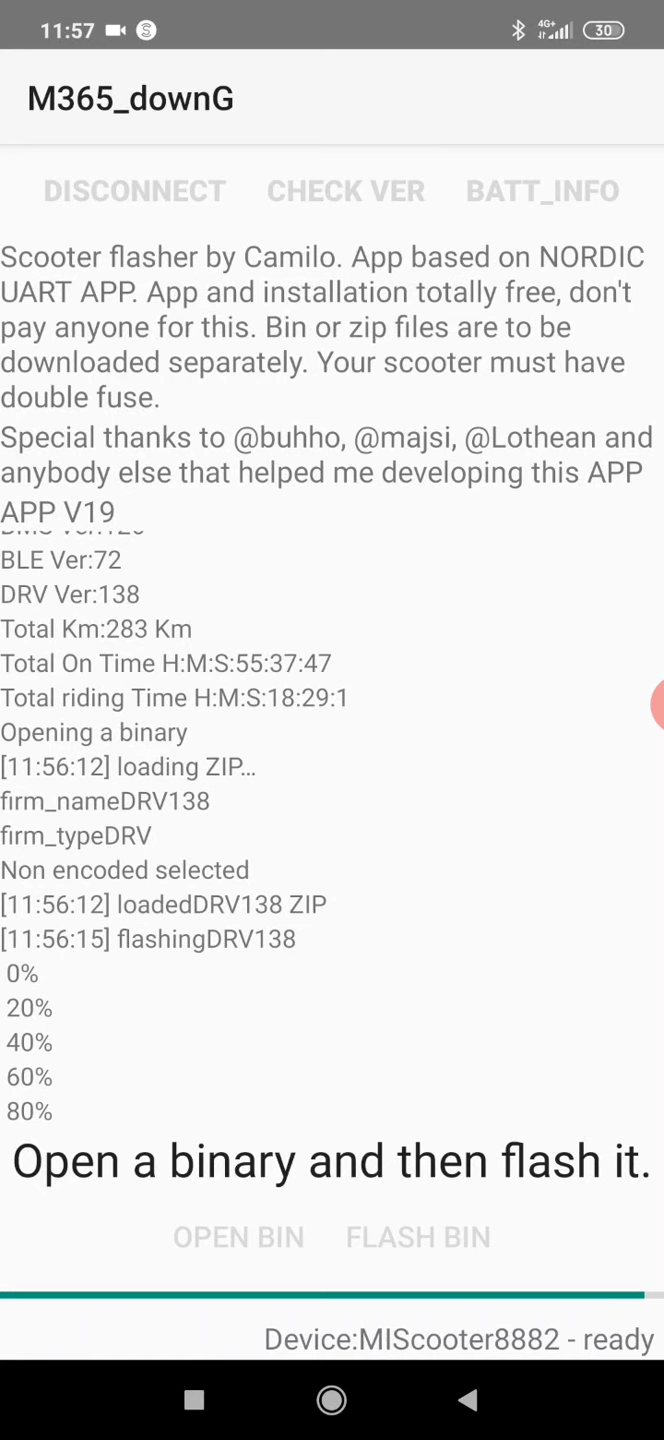 11:57
4G+
30
M365_downG
DISCONNECT CHECK VER BATT_INFO
Scooter flasher by Camilo. App based on NORDIC
UART APP. App and installation totally free, don't
pay anyone for this. Bin or zip files are to be
downloaded separately. Your scooter must have
double fuse.
Special thanks to @buhho, @majsi, @Lothean and
anybody else that helped me developing this APP
APP V19
BLE Ver:72
DRV Ver:138
Total Km:283 Km
Total On Time H:M:S:55:37:47
Total riding Time H:M:S:18:29:1
Opening a binary
[11:56:12] loading ZIP...
firm_nameDRV138
firm_typeDRV
Non encoded selected
[11:56:12] loadedDRV138 ZIP
[11:56:15] flashingDRV138
0%
20%
40%
60%
80%
Open a binary and then flash it.
OPEN BIN FLASH BIN
Device:MIScooter8882 - ready